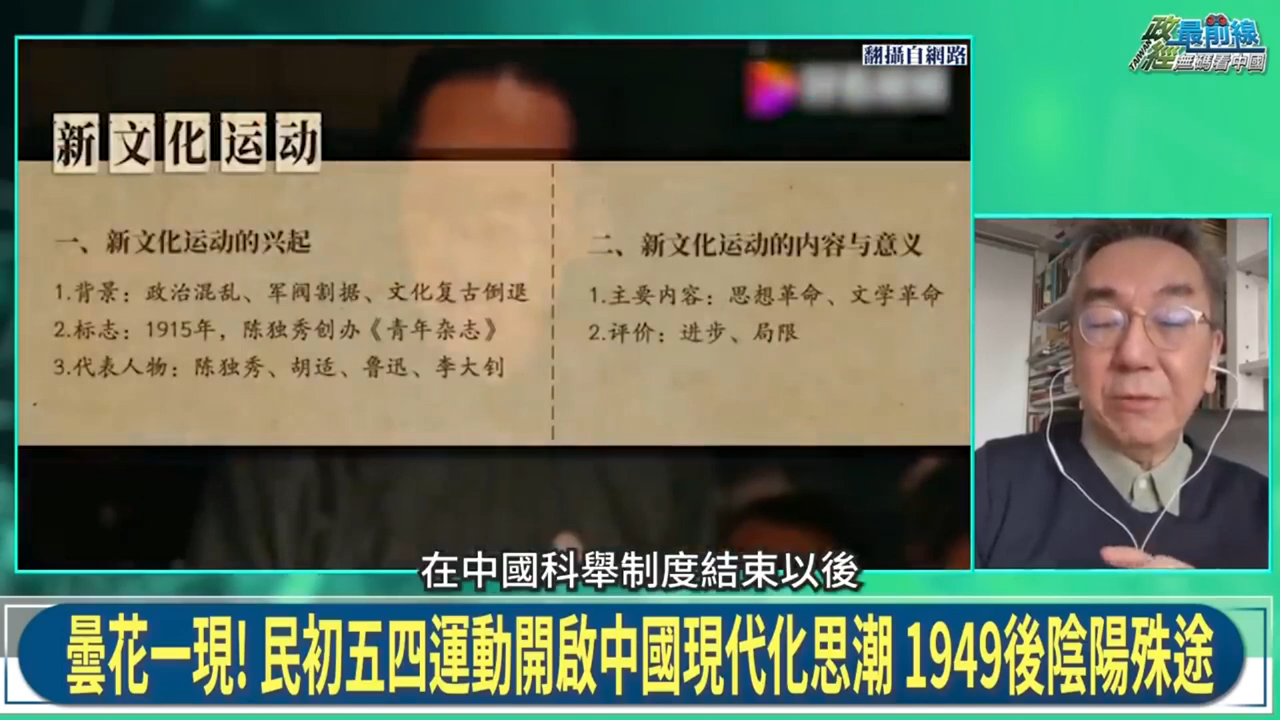 翻攝自網路
政經最前線
無碼看中國
TAIWAN
新文化运动
一、新文化运动的兴起
1.背景：政治混乱、军阀割据、文化复古倒退
2.标志：1915年，陈独秀创办《青年杂志》
3.代表人物：陈独秀、胡适、鲁迅、李大钊
二、新文化运动的内容与意义
1.主要内容：思想革命、文学革命
2.评价：进步、局限
在中國科舉制度結束以後
曇花一現! 民初五四運動開啟中國現代化思潮 1949後陰陽殊途